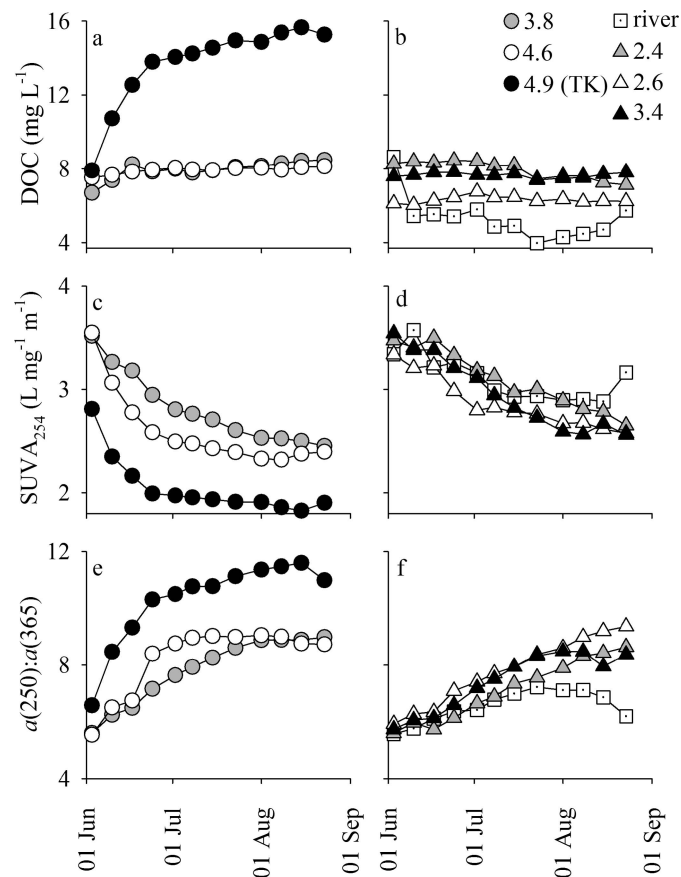 16
12
8
4
DOC (mg L⁻¹)
a
3.8
4.6
4.9 (TK)
b
river
2.4
2.6
3.4
4
3
2
SUVA₂₅₄ (L mg⁻¹ m⁻¹)
c
d
12
8
4
a(250):a(365)
e
f
01 Jun
01 Jul
01 Aug
01 Sep
01 Jun
01 Jul
01 Aug
01 Sep